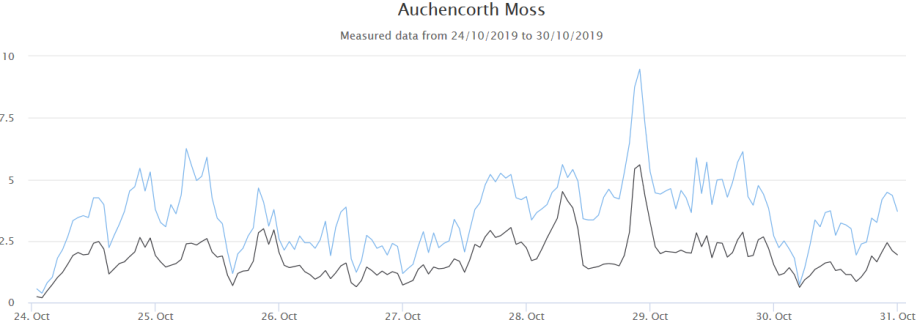 Auchencorth Moss
Measured data from 24/10/2019 to 30/10/2019
10
7.5
5
2.5
0
24. Oct 25. Oct 26. Oct 27. Oct 28. Oct 29. Oct 30. Oct 31. Oct